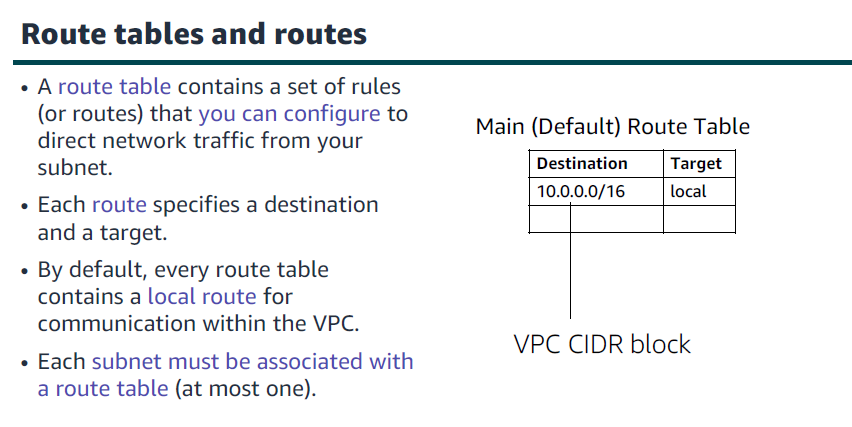 Route tables and routes
• A route table contains a set of rules
(or routes) that you can configure to
direct network traffic from your
subnet.
• Each route specifies a destination
and a target.
• By default, every route table
contains a local route for
communication within the VPC.
• Each subnet must be associated with
a route table (at most one).
Main (Default) Route Table
Destination Target
10.0.0.0/16 local
VPC CIDR block